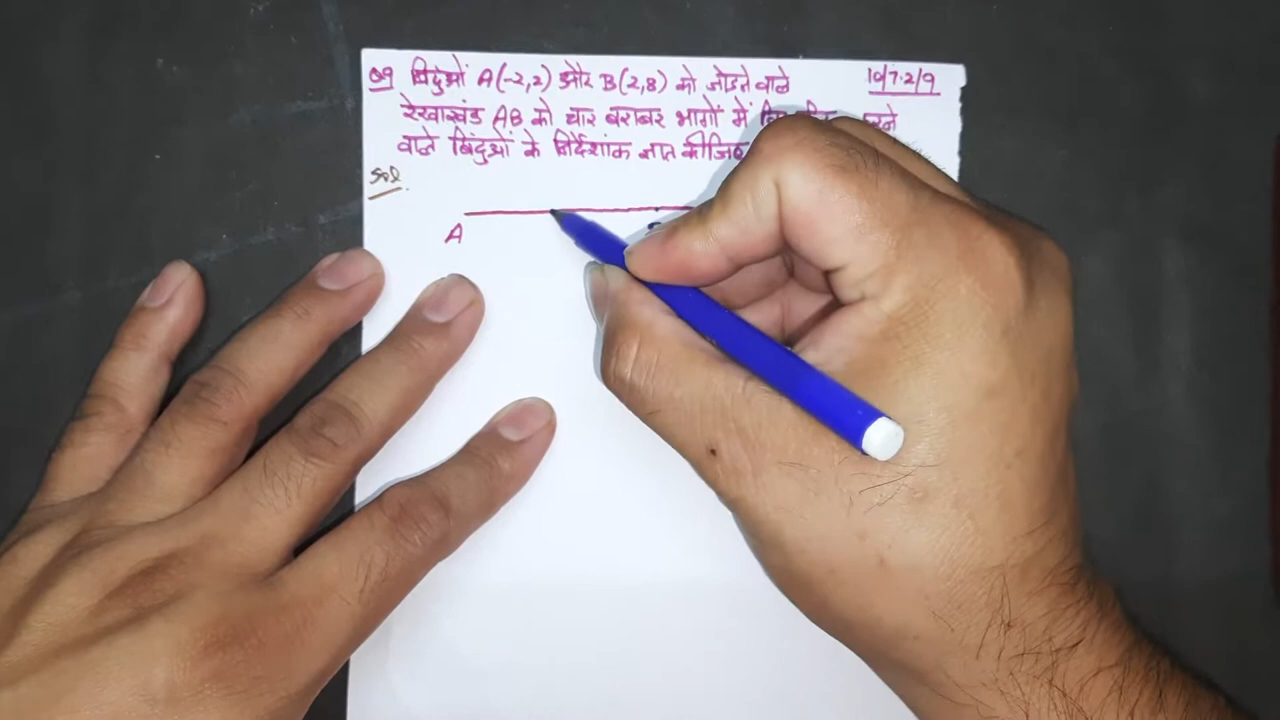 Q9 बिंदुओं A(-2,2) और B(2,8) को जोड़ने वाले
10/7.2/9
रेखाखंड AB को चार बराबर भागों में
वाले बिंदुओं के निर्देशांक ज्ञात कीजिए
Sol.
A